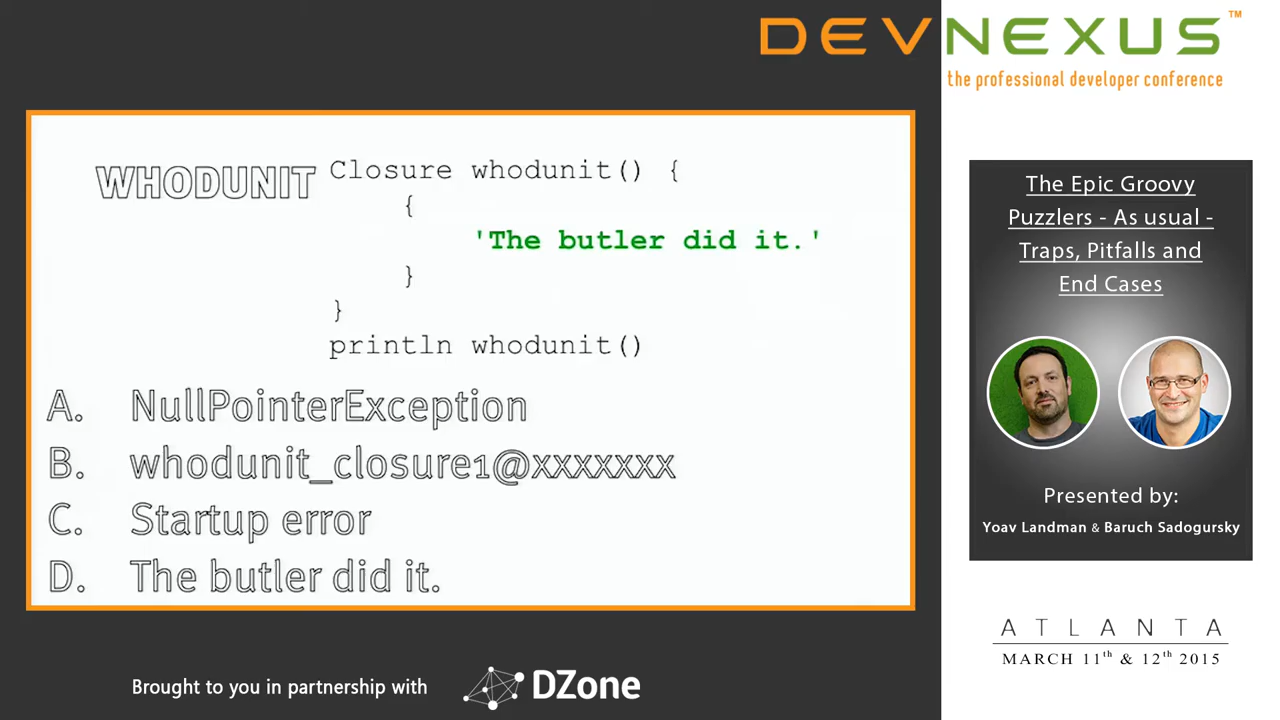 DEVNEXUS™
the professional developer conference
WHODUNIT
Closure whodunit() {
{
'The butler did it.'
}
}
println whodunit()
A. NullPointerException
B. whodunit_closure1@xxxxxxx
C. Startup error
D. The butler did it.
The Epic Groovy
Puzzlers - As usual -
Traps, Pitfalls and
End Cases
Presented by:
Yoav Landman & Baruch Sadogursky
ATLANTA
MARCH 11th & 12th 2015
Brought to you in partnership with
DZone